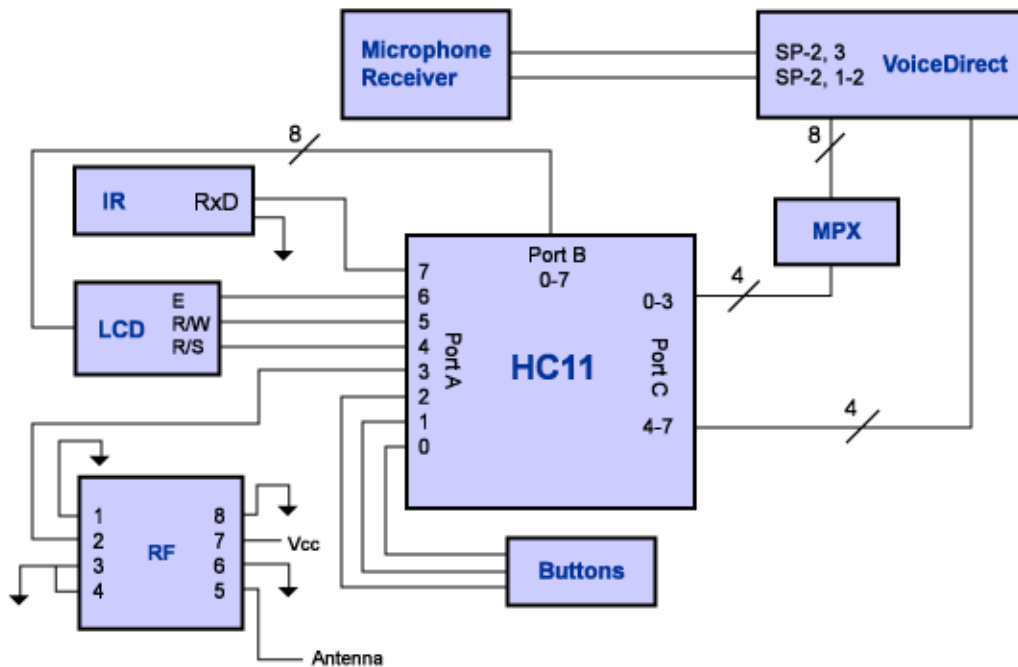 Microphone
Receiver
SP-2, 3
SP-2, 1-2
VoiceDirect
8
8
IR
RxD
MPX
Port B
0-7
7
6
5
4
3
2
1
0
Port A
HC11
0-3
Port C
4-7
4
4
LCD
E
R/W
R/S
RF
1
2
3
4
8
7
6
5
Vcc
Antenna
Buttons